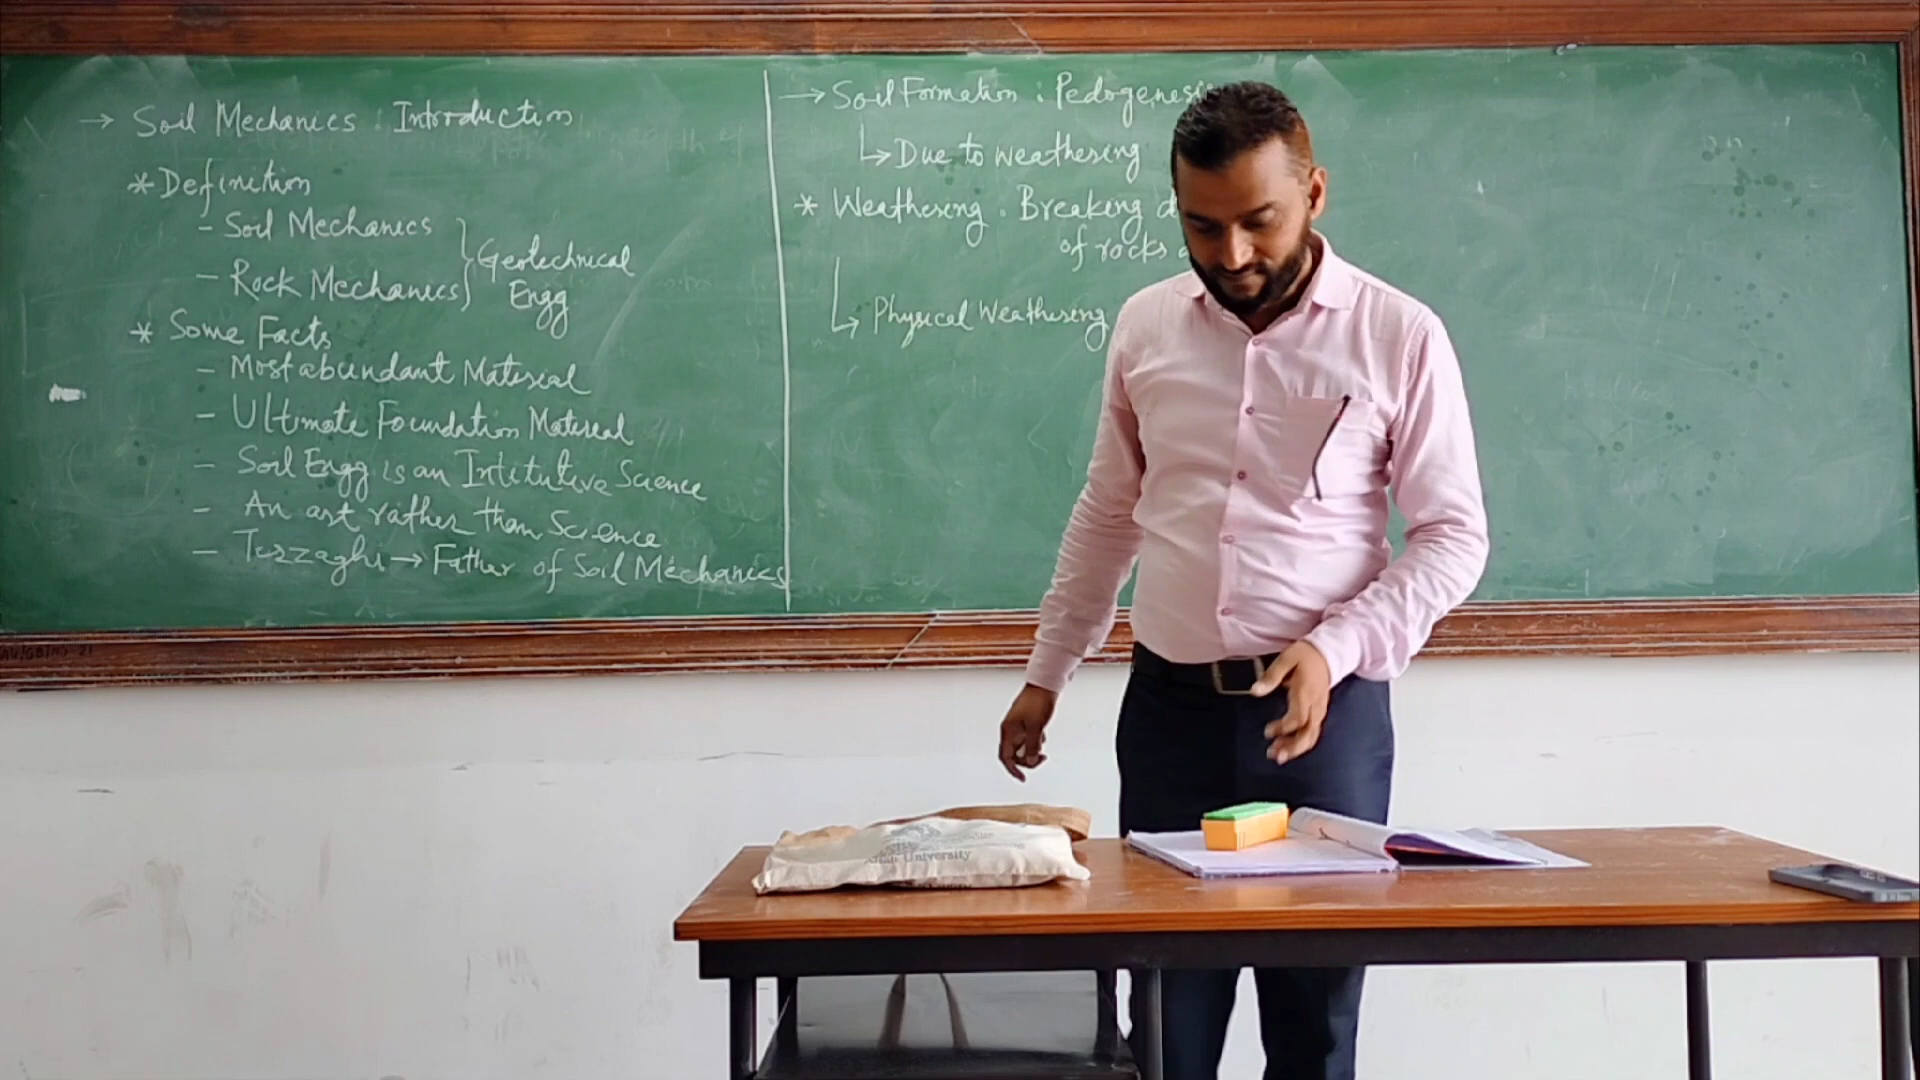 → Soil Mechanics : Introduction
* Definition
- Soil Mechanics
- Rock Mechanics
Geotechnical
Engg
* Some Facts
- Most abundant Material
- Ultimate Foundation Material
- Soil Engg is an Intitutive Science
- An art rather than Science
- Terzaghi → Father of Soil Mechanics
→ Soil Formation : Pedogenesis
↳ Due to weathering
* Weathering . Breaking d
of rocks
↳ Physical Weathering
University